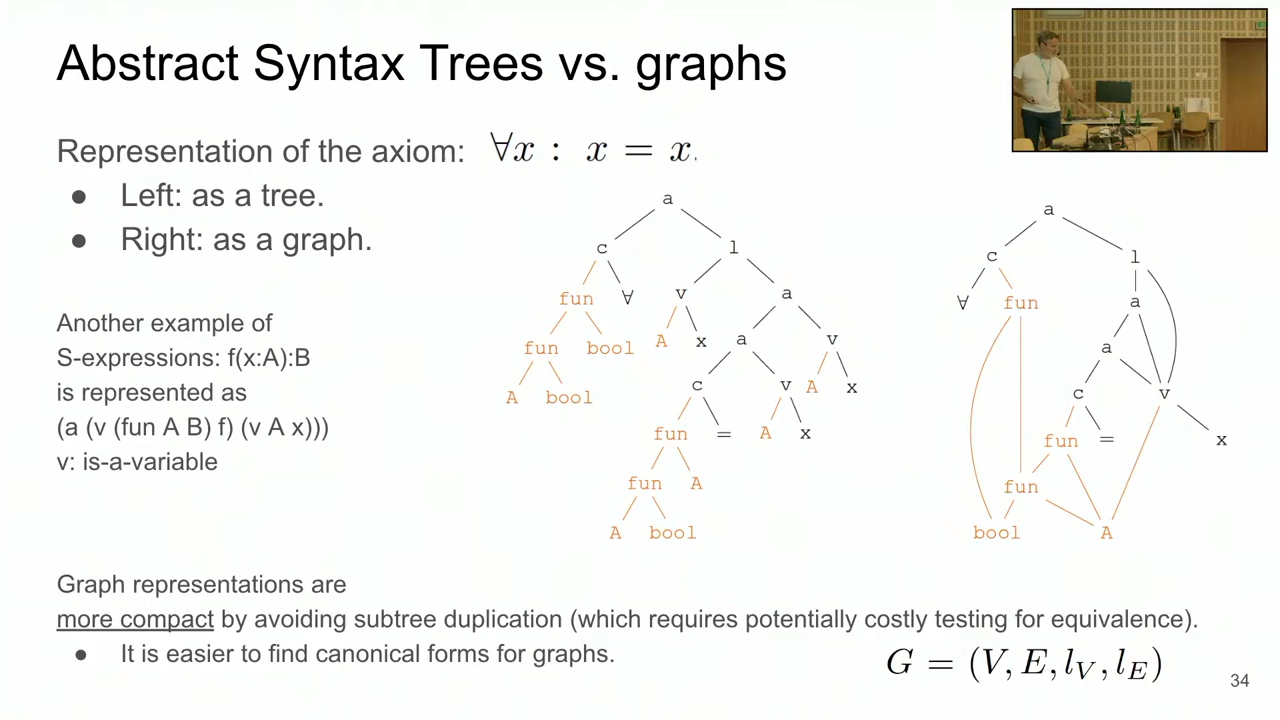 Abstract Syntax Trees vs. graphs
Representation of the axiom: ∀x : x = x.
● Left: as a tree.
● Right: as a graph.
Another example of
S-expressions: f(x:A):B
is represented as
(a (v (fun A B) f) (v A x)))
v: is-a-variable
a
c l
fun ∀ v a
fun bool A x a v
A bool c v A x
fun = A x
fun A
A bool
a
c l
∀ fun a
a
c v
fun = x
fun
bool A
Graph representations are
more compact by avoiding subtree duplication (which requires potentially costly testing for equivalence).
● It is easier to find canonical forms for graphs.
G = (V, E, l_V, l_E)
34